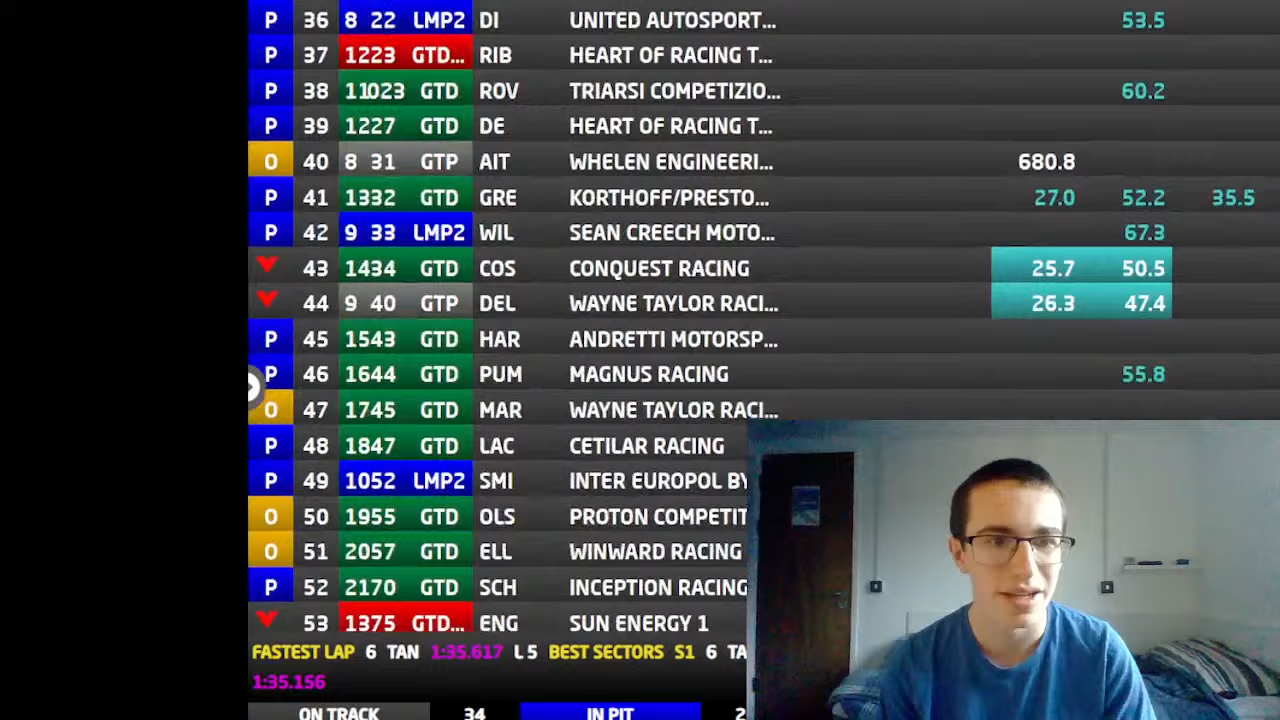 P 36 8 22 LMP2 DI UNITED AUTOSPORT... 53.5
P 37 1223 GTD... RIB HEART OF RACING T...
P 38 11023 GTD ROV TRIARSI COMPETIZIO... 60.2
P 39 1227 GTD DE HEART OF RACING T...
O 40 8 31 GTP AIT WHELEN ENGINEERI... 680.8
P 41 1332 GTD GRE KORTHOFF/PRESTO... 27.0 52.2 35.5
P 42 9 33 LMP2 WIL SEAN CREECH MOTO... 67.3
43 1434 GTD COS CONQUEST RACING 25.7 50.5
44 9 40 GTP DEL WAYNE TAYLOR RACI... 26.3 47.4
P 45 1543 GTD HAR ANDRETTI MOTORSP...
P 46 1644 GTD PUM MAGNUS RACING 55.8
O 47 1745 GTD MAR WAYNE TAYLOR RACI...
P 48 1847 GTD LAC CETILAR RACING
P 49 1052 LMP2 SMI INTER EUROPOL BY
O 50 1955 GTD OLS PROTON COMPETIT
O 51 2057 GTD ELL WINWARD RACING
P 52 2170 GTD SCH INCEPTION RACING
53 1375 GTD... ENG SUN ENERGY 1
FASTEST LAP 6 TAN 1:35.617 L 5 BEST SECTORS S1 6 TA
1:35.156
ON TRACK 34 IN PIT 2